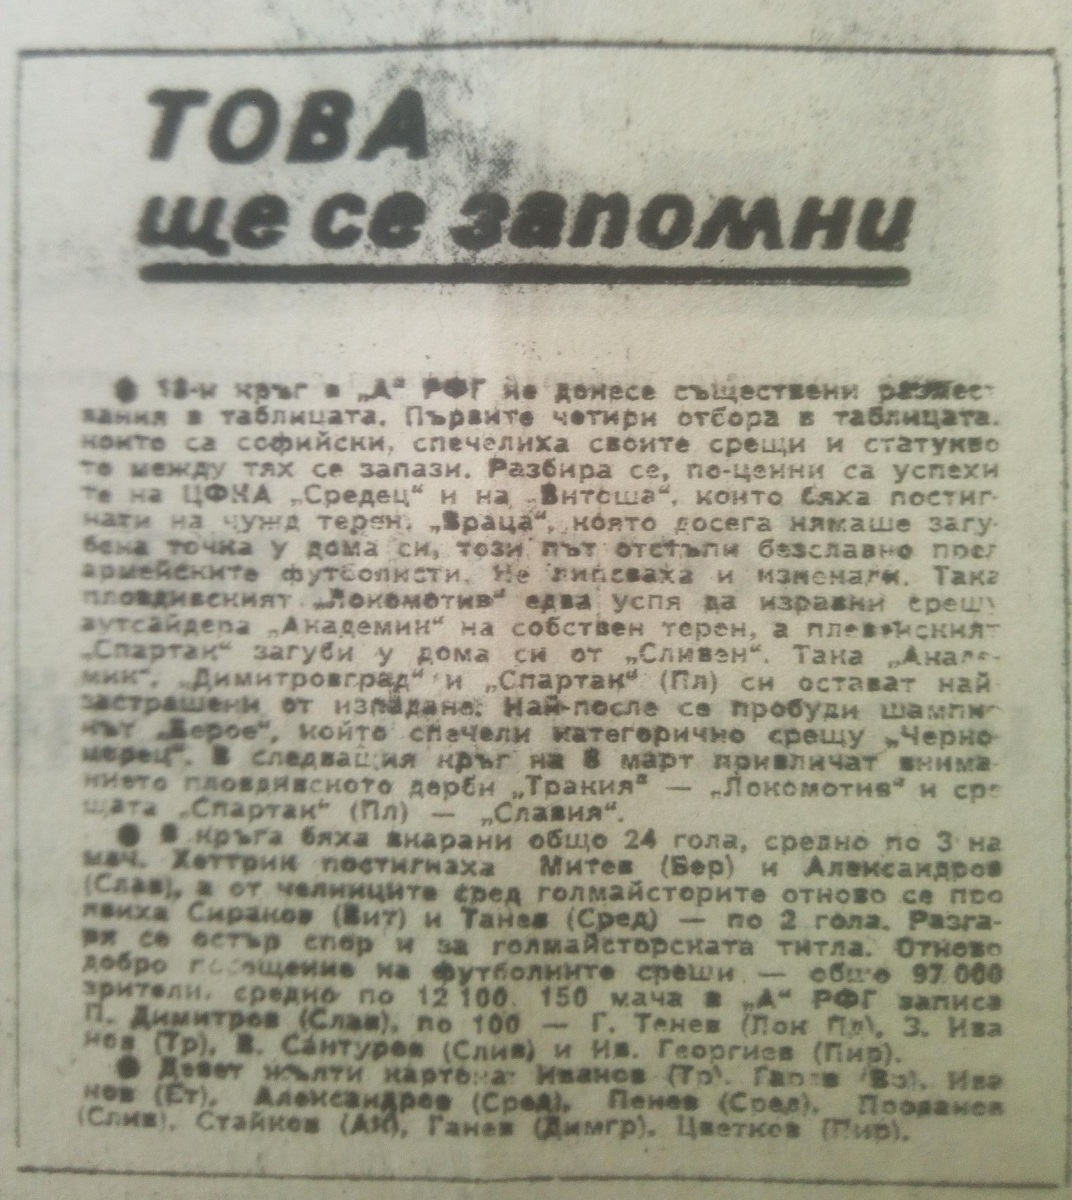 ТОВА
ще се запомни
● 18-и кръг в „А“ РФГ не донесе съществени размест-
вания в таблицата. Първите четири отбора в таблицата,
които са софийски, спечелиха своите срещи и статукво
то между тях се запази. Разбира се, по-ценни са успехи
те на ЦФКА „Средец“ и на „Витоша“, които бяха постиг-
нати на чужд терен. „Враца“, която досега нямаше загу-
бена точка у дома си, този път отстъпи безславно пред
армейските футболисти. Не липсваха и изненади. Така
пловдивският „Локомотив“ едва успя да изравни срещу
аутсайдера „Академик“ на собствен терен, а плевенският
„Спартак“ загуби у дома си от „Сливен“. Така „Акаде-
мик“, „Димитровград“ и „Спартак“ (Пл) си остават най
застрашени от изпадане. Най-после се пробуди шампио
нът „Берое“, който спечели категорично срещу „Черно
морец“. В следващия кръг на 8 март привличат внима-
нието пловдивското дерби „Тракия“ — „Локомотив“ и сре
щата „Спартак“ (Пл) — „Славия“.
● В кръга бяха вкарани общо 24 гола, средно по 3 на
мач. Хеттрик постигнаха Митев (Бер) и Александров
(Слав), а от челниците сред голмайсторите отново се про
явиха Сираков (Вит) и Танев (Сред) — по 2 гола. Разга-
ря се остър спор и за голмайсторската титла. Отново
добро посещение на футболните срещи — общо 97 000
зрители, средно по 12 100. 150 мача в „А“ РФГ записа
П. Димитров (Слав), по 100 — Г. Тенев (Лок Пл), З. Ива
нов (Тр), В. Сантуров (Слив) и Ив. Георгиев (Пир).
● Девет жълти картона: Иванов (Тр), (Вр), Ива
нов (Ет), Александров (Сред), Пенев (Сред), Йорданов
(Слив), Стайков (Ак), Ганев (Димгр), Цветков (Пир).